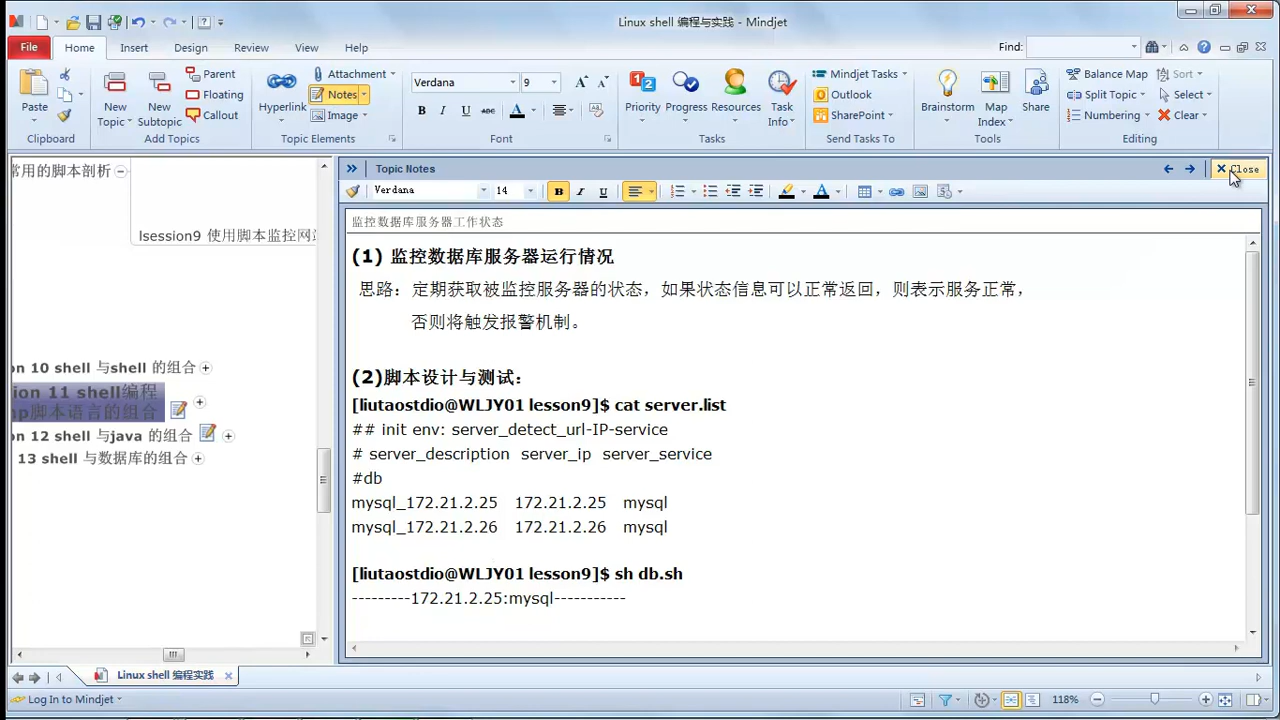 Linux shell 编程与实践 - Mindjet
File Home Insert Design Review View Help Find:
Paste
Clipboard
New Topic
New Subtopic
Parent
Floating
Callout
Add Topics
Hyperlink
Attachment
Notes
Image
Topic Elements
Verdana 9
B I U abc A
Font
Priority
Progress
Resources
Task Info
Tasks
Mindjet Tasks
Outlook
SharePoint
Send Tasks To
Brainstorm
Map Index
Share
Tools
Balance Map
Split Topic
Numbering
Sort
Select
Clear
Editing
常用的脚本剖析
lsession9 使用脚本监控网
on 10 shell 与shell 的组合
ion 11 shell编程
np脚本语言的组合
on 12 shell 与java 的组合
13 shell 与数据库的组合
Topic Notes
Close
Verdana 14 B I U A
监控数据库服务器工作状态
(1) 监控数据库服务器运行情况
思路：定期获取被监控服务器的状态，如果状态信息可以正常返回，则表示服务正常，
否则将触发报警机制。
(2)脚本设计与测试：
[liutaostdio@WLJY01 lesson9]$ cat server.list
## init env: server_detect_url-IP-service
# server_description server_ip server_service
#db
mysql_172.21.2.25 172.21.2.25 mysql
mysql_172.21.2.26 172.21.2.26 mysql
[liutaostdio@WLJY01 lesson9]$ sh db.sh
---------172.21.2.25:mysql-----------
Linux shell 编程实践
Log In to Mindjet
118%